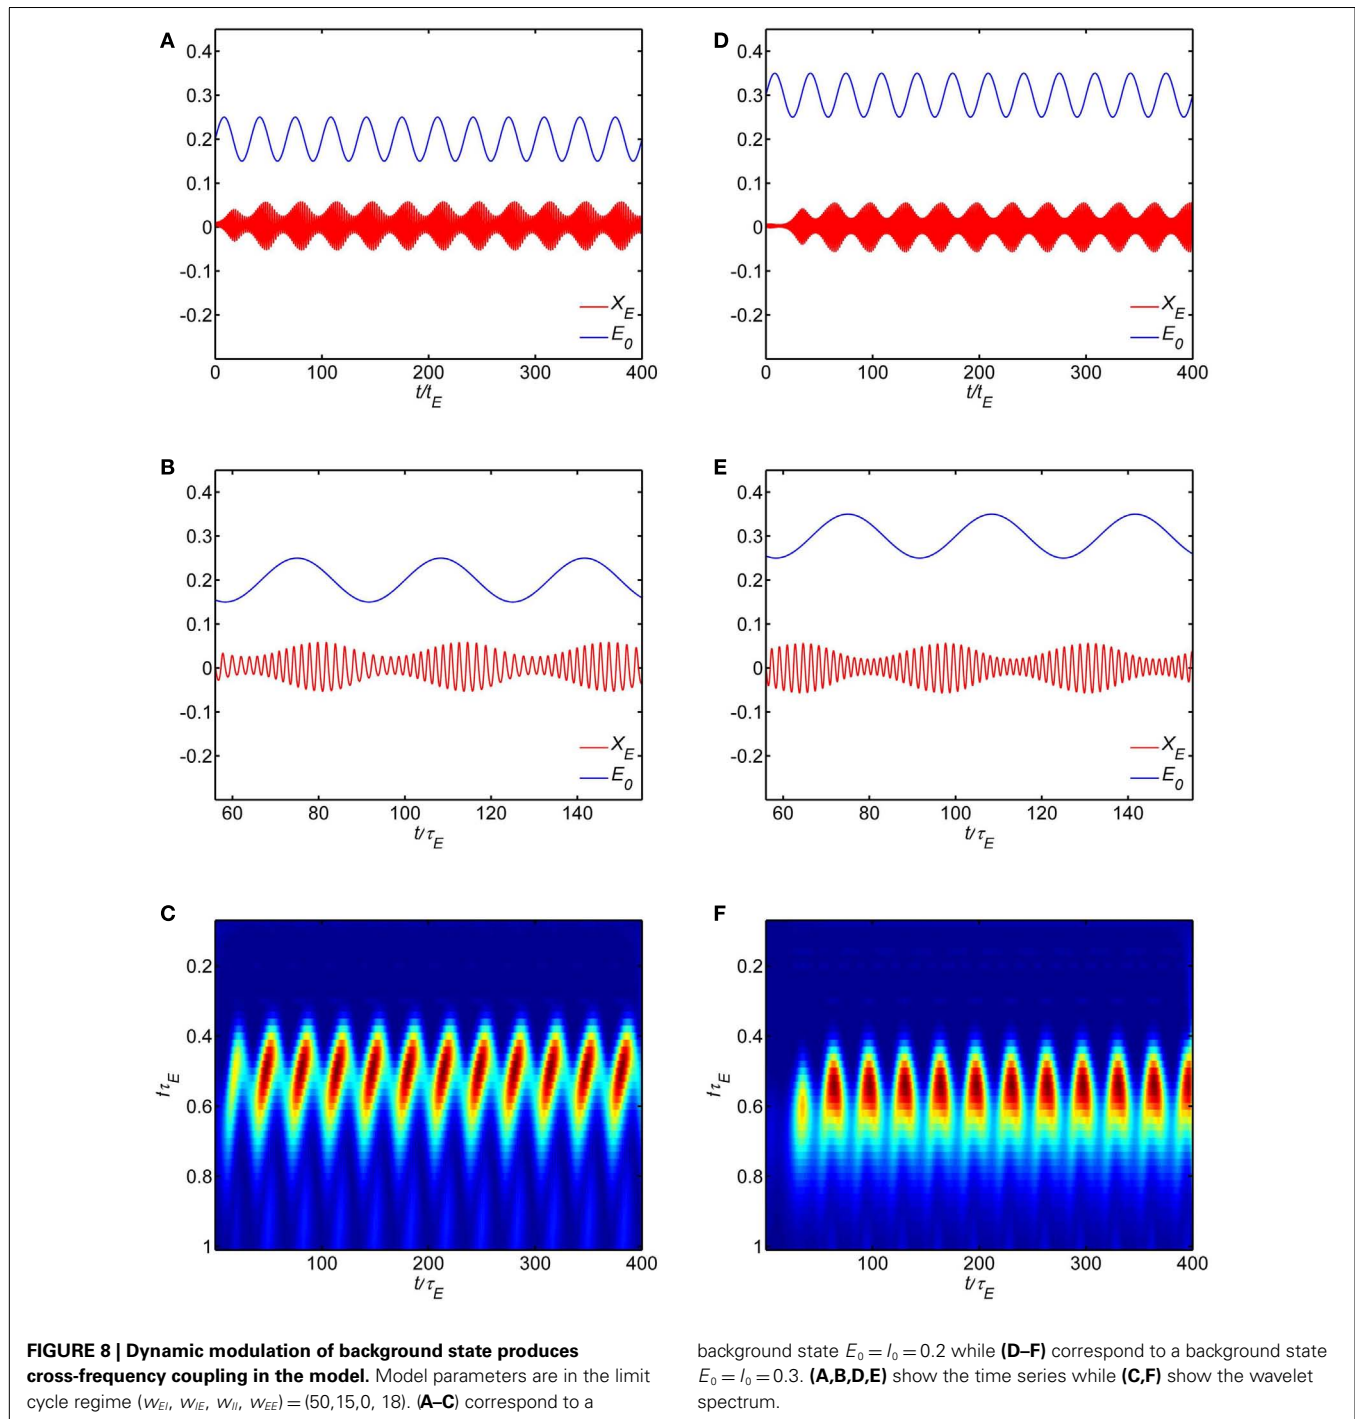 A
0.4
0.3
0.2
0.1
0
-0.1
-0.2
X_E
E_0
0 100 200 300 400
t/t_E
D
0.4
0.3
0.2
0.1
0
-0.1
-0.2
X_E
E_0
0 100 200 300 400
t/t_E
B
0.4
0.3
0.2
0.1
0
-0.1
-0.2
X_E
E_0
60 80 100 120 140
t/τ_E
E
0.4
0.3
0.2
0.1
0
-0.1
-0.2
X_E
E_0
60 80 100 120 140
t/τ_E
C
0.2
0.4
fτ_E
0.6
0.8
1
100 200 300 400
t/τ_E
F
0.2
0.4
fτ_E
0.6
0.8
1
100 200 300 400
t/τ_E
FIGURE 8 | Dynamic modulation of background state produces
cross-frequency coupling in the model. Model parameters are in the limit
cycle regime (w_EI, w_IE, w_II, w_EE) = (50,15,0, 18). (A–C) correspond to a
background state E_0 = I_0 = 0.2 while (D–F) correspond to a background state
E_0 = I_0 = 0.3. (A,B,D,E) show the time series while (C,F) show the wavelet
spectrum.